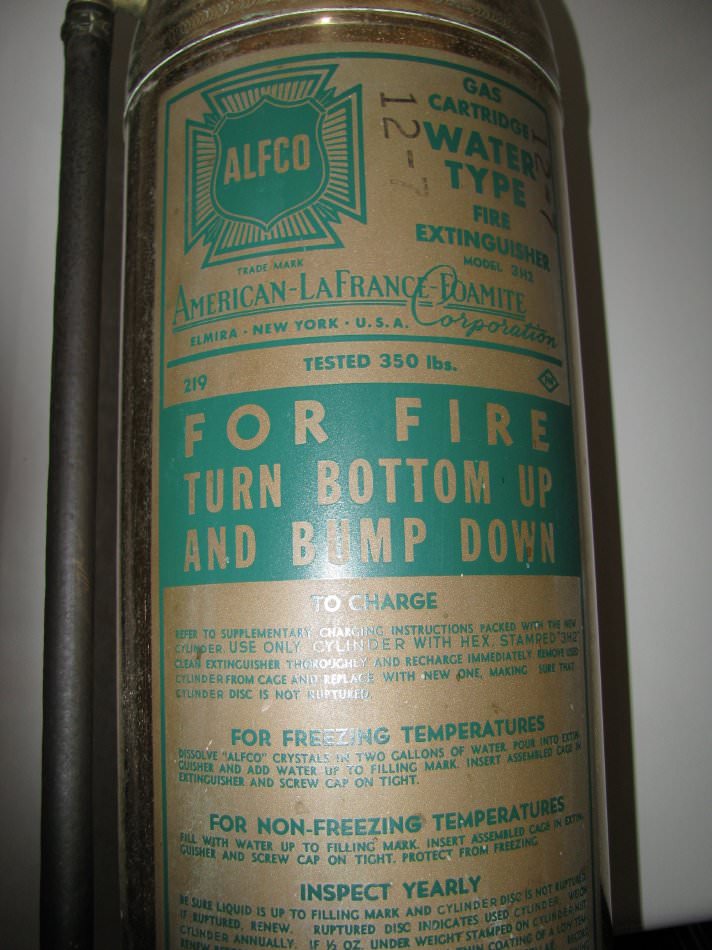 ALFCO
TRADE MARK
GAS
CARTRIDGE
WATER
TYPE
FIRE
EXTINGUISHER
MODEL 3H2
12-7
12-7
AMERICAN-LAFRANCE-FOAMITE
Corporation
ELMIRA · NEW YORK · U.S.A.
TESTED 350 lbs.
219
FOR FIRE
TURN BOTTOM UP
AND BUMP DOWN
TO CHARGE
REFER TO SUPPLEMENTARY CHARGING INSTRUCTIONS PACKED WITH THE NEW
CYLINDER. USE ONLY CYLINDER WITH HEX, STAMPED "3H2"
CLEAN EXTINGUISHER THOROUGHLY AND RECHARGE IMMEDIATELY. REMOVE USED
CYLINDER FROM CAGE AND REPLACE WITH NEW ONE, MAKING SURE THAT
CYLINDER DISC IS NOT RUPTURED.
FOR FREEZING TEMPERATURES
DISSOLVE "ALFCO" CRYSTALS IN TWO GALLONS OF WATER. POUR INTO EXTIN-
GUISHER AND ADD WATER UP TO FILLING MARK. INSERT ASSEMBLED CAGE IN
EXTINGUISHER AND SCREW CAP ON TIGHT.
FOR NON-FREEZING TEMPERATURES
FILL WITH WATER UP TO FILLING MARK. INSERT ASSEMBLED CAGE IN EXTIN-
GUISHER AND SCREW CAP ON TIGHT. PROTECT FROM FREEZING.
INSPECT YEARLY
BE SURE LIQUID IS UP TO FILLING MARK AND CYLINDER DISC IS NOT RUPTURED
IF RUPTURED, RENEW. RUPTURED DISC INDICATES USED CYLINDER. WEIGH
CYLINDER ANNUALLY. IF ½ OZ. UNDER WEIGHT STAMPED ON CYLINDER
COATING OF A LOW